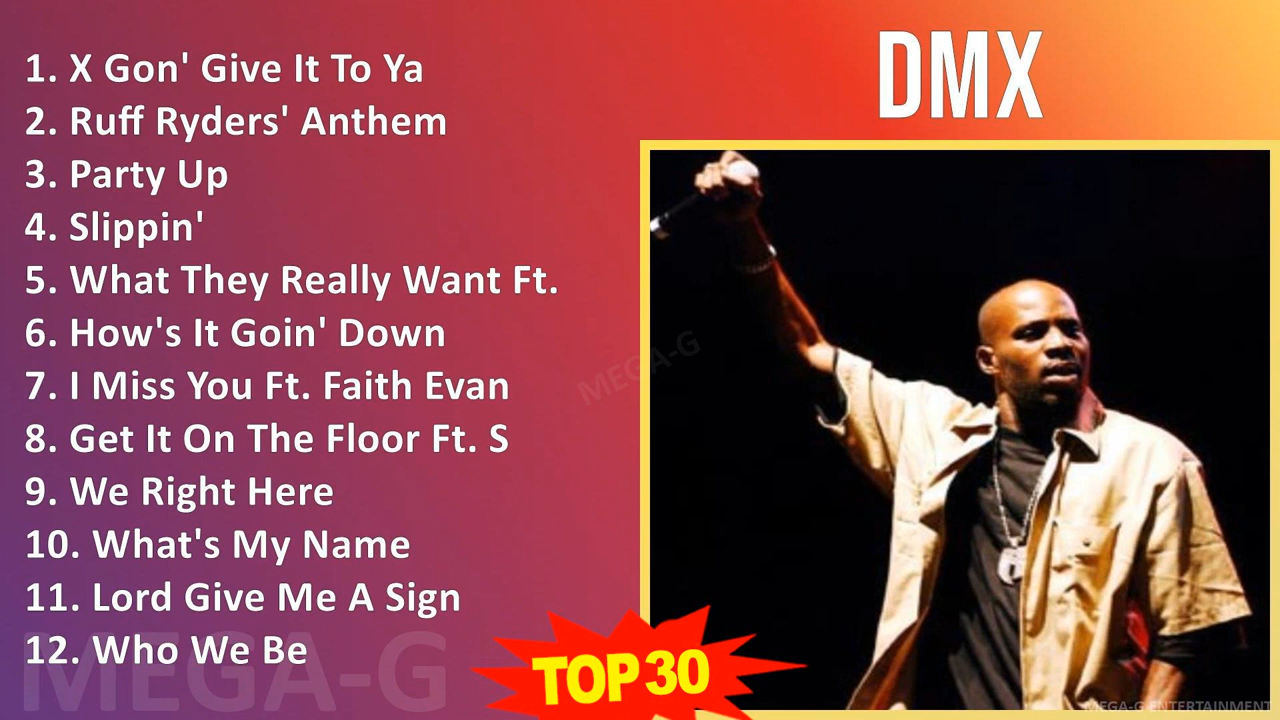 DMX
1. X Gon' Give It To Ya
2. Ruff Ryders' Anthem
3. Party Up
4. Slippin'
5. What They Really Want Ft.
6. How's It Goin' Down
7. I Miss You Ft. Faith Evan
8. Get It On The Floor Ft. S
9. We Right Here
10. What's My Name
11. Lord Give Me A Sign
12. Who We Be
MEGA-G
MEGA-G
TOP 30
MEGA-G ENTERTAINMENT